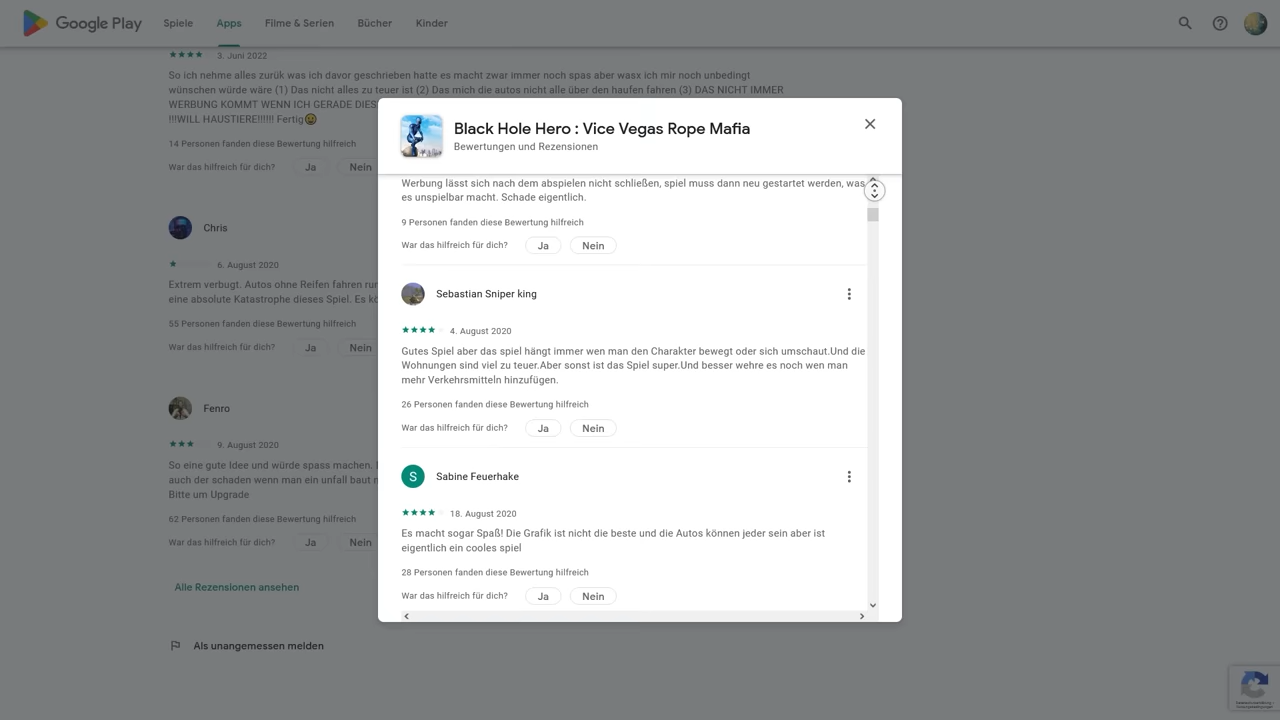 Google Play
Spiele
Apps
Filme & Serien
Bücher
Kinder
3. Juni 2022
So ich nehme alles zurük was ich davor geschrieben hatte es macht zwar immer noch spas aber wasx ich mir noch unbedingt
wünschen würde wäre (1) Das nicht alles zu teuer ist (2) Das mich die autos nicht alle über den haufen fahren (3) DAS NICHT IMMER
WERBUNG KOMMT WENN ICH GERADE DIES
!!!WILL HAUSTIERE!!!!!! Fertig😥
14 Personen fanden diese Bewertung hilfreich
War das hilfreich für dich?
Ja
Nein
Chris
6. August 2020
Extrem verbugt. Autos ohne Reifen fahren rur
eine absolute Katastrophe dieses Spiel. Es kö
55 Personen fanden diese Bewertung hilfreich
War das hilfreich für dich?
Ja
Nein
Fenro
9. August 2020
So eine gute Idee und würde spass machen.
auch der schaden wenn man ein unfall baut n
Bitte um Upgrade
62 Personen fanden diese Bewertung hilfreich
War das hilfreich für dich?
Ja
Nein
Alle Rezensionen ansehen
Als unangemessen melden
Black Hole Hero : Vice Vegas Rope Mafia
Bewertungen und Rezensionen
Werbung lässt sich nach dem abspielen nicht schließen, spiel muss dann neu gestartet werden, was
es unspielbar macht. Schade eigentlich.
9 Personen fanden diese Bewertung hilfreich
War das hilfreich für dich?
Ja
Nein
Sebastian Sniper king
4. August 2020
Gutes Spiel aber das spiel hängt immer wen man den Charakter bewegt oder sich umschaut.Und die
Wohnungen sind viel zu teuer.Aber sonst ist das Spiel super.Und besser wehre es noch wen man
mehr Verkehrsmitteln hinzufügen.
26 Personen fanden diese Bewertung hilfreich
War das hilfreich für dich?
Ja
Nein
S
Sabine Feuerhake
18. August 2020
Es macht sogar Spaß! Die Grafik ist nicht die beste und die Autos können jeder sein aber ist
eigentlich ein cooles spiel
28 Personen fanden diese Bewertung hilfreich
War das hilfreich für dich?
Ja
Nein